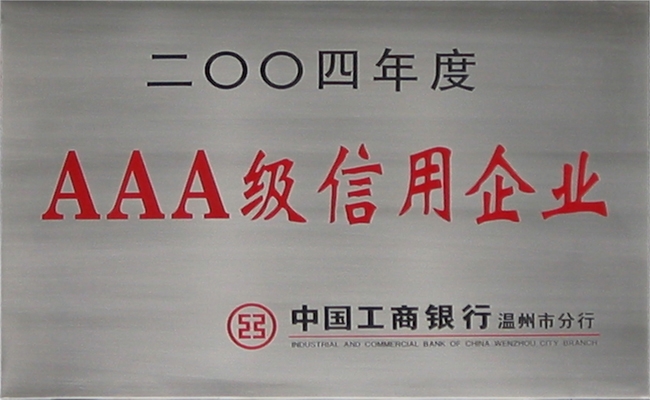 二〇〇四年度
AAA级信用企业
中国工商银行 温州市分行
INDUSTRIAL AND COMMERCIAL BANK OF CHINA WENZHOU CITY BRANCH